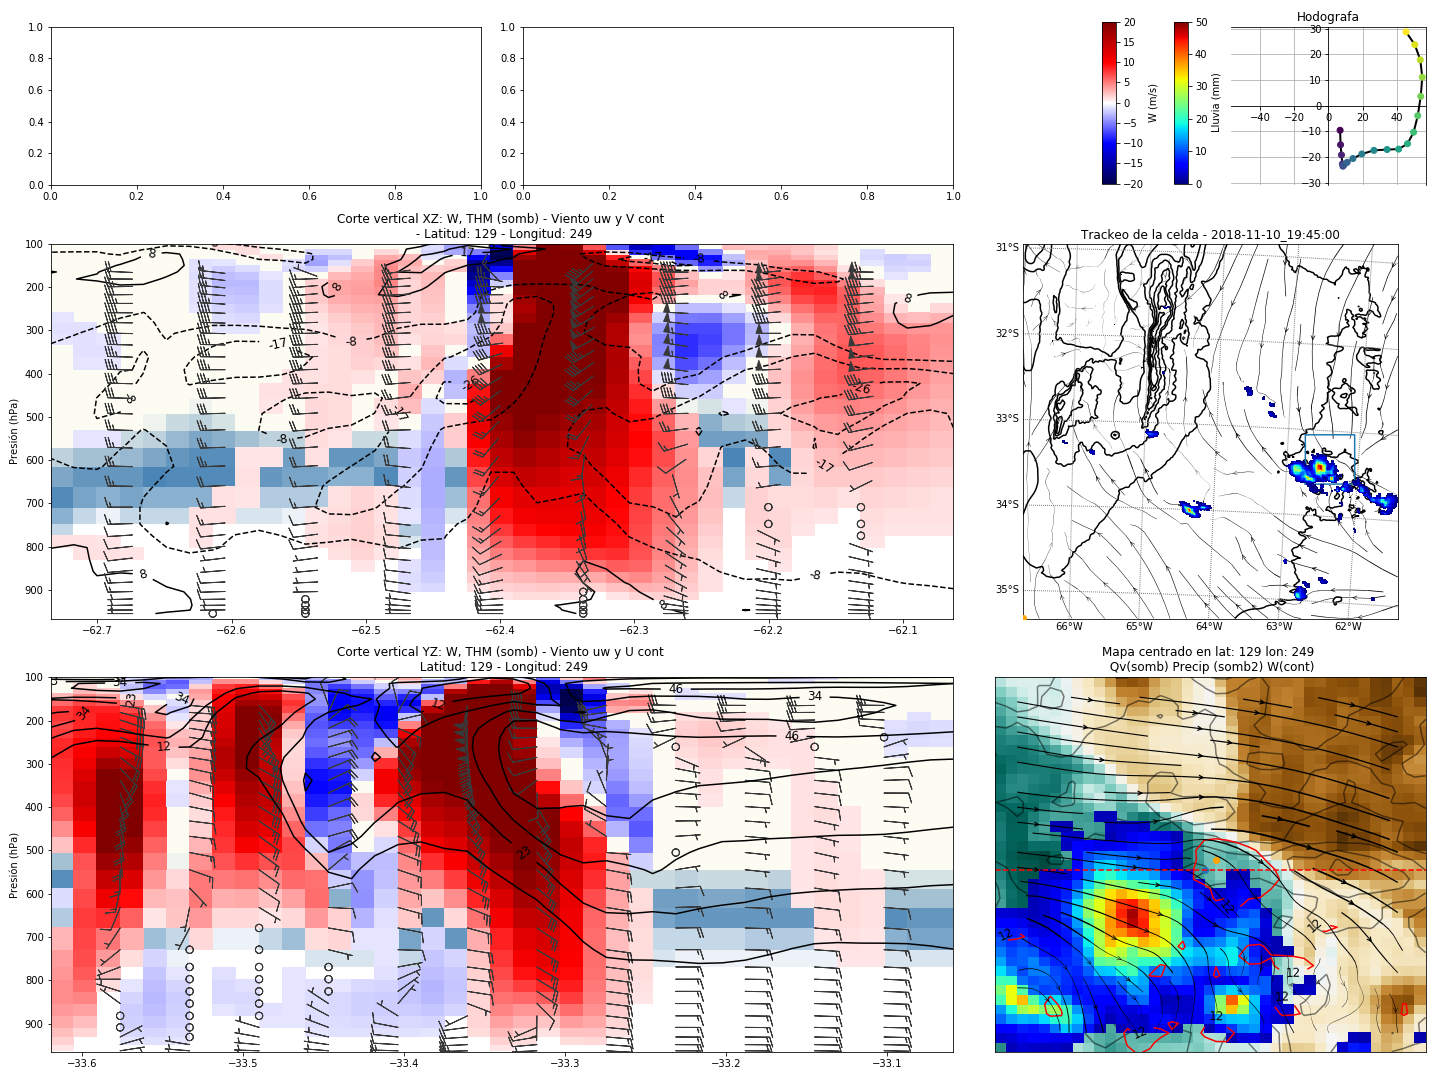 1.0
0.8
0.6
0.4
0.2
0.0
0.0 0.2 0.4 0.6 0.8 1.0
1.0
0.8
0.6
0.4
0.2
0.0
0.0 0.2 0.4 0.6 0.8 1.0
20
15
10
5
0
−5
−10
−15
−20
W (m/s)
50
40
30
20
10
0
Lluvia (mm)
Hodografa
30
20
10
0
−10
−20
−30
−40 −20 0 20 40
Corte vertical XZ: W, THM (somb) - Viento uw y V cont
- Latitud: 129 - Longitud: 249
Presión (hPa)
100
200
300
400
500
600
700
800
900
−62.7 −62.6 −62.5 −62.4 −62.3 −62.2 −62.1
Trackeo de la celda - 2018-11-10_19:45:00
31°S
32°S
33°S
34°S
35°S
66°W 65°W 64°W 63°W 62°W
Corte vertical YZ: W, THM (somb) - Viento uw y U cont
Latitud: 129 - Longitud: 249
Presión (hPa)
100
200
300
400
500
600
700
800
900
−33.6 −33.5 −33.4 −33.3 −33.2 −33.1
Mapa centrado en lat: 129 lon: 249
Qv(somb) Precip (somb2) W(cont)